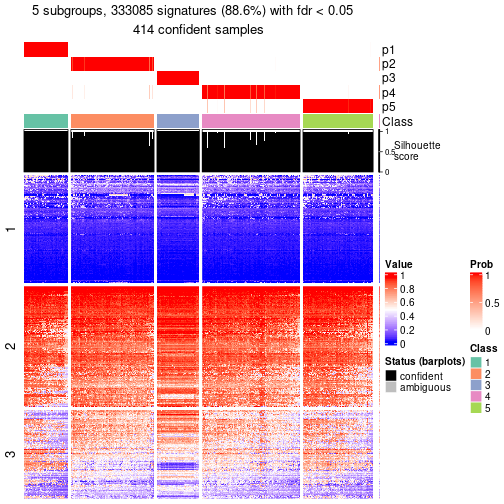 5 subgroups, 333085 signatures (88.6%) with fdr < 0.05
414 confident samples
p1
p2
p3
p4
p5
Class
1
0.5
0
Silhouette
score
1
2
3
Value
1
0.8
0.6
0.4
0.2
0
Status (barplots)
confident
ambiguous
Prob
1
0.5
0
Class
1
2
3
4
5